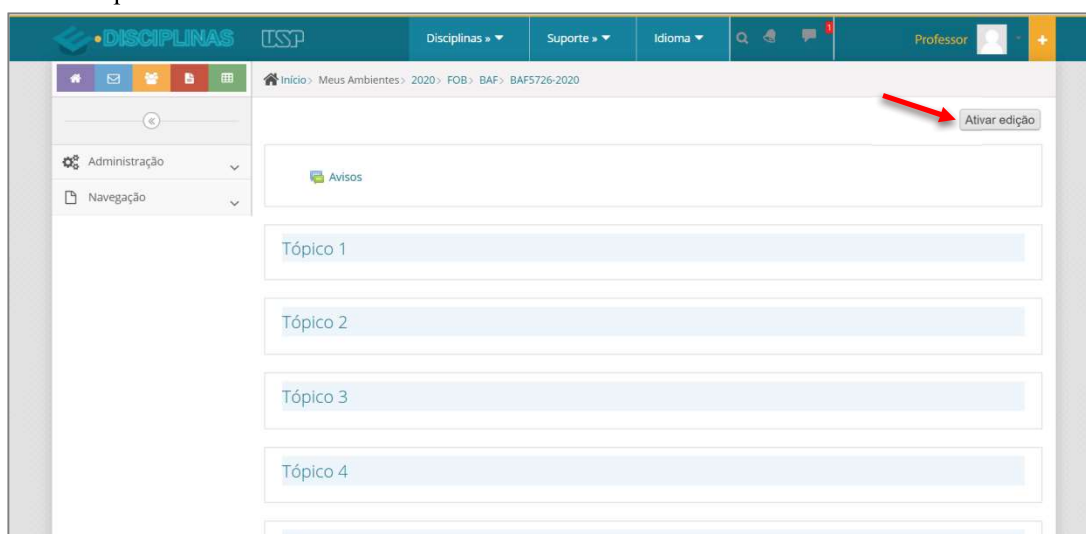 e·DISCIPLINAS USP Disciplinas » Suporte » Idioma 1 Professor +
Início> Meus Ambientes> 2020> FOB> BAF> BAF5726-2020
Ativar edição
Administração
Navegação
Avisos
Tópico 1
Tópico 2
Tópico 3
Tópico 4